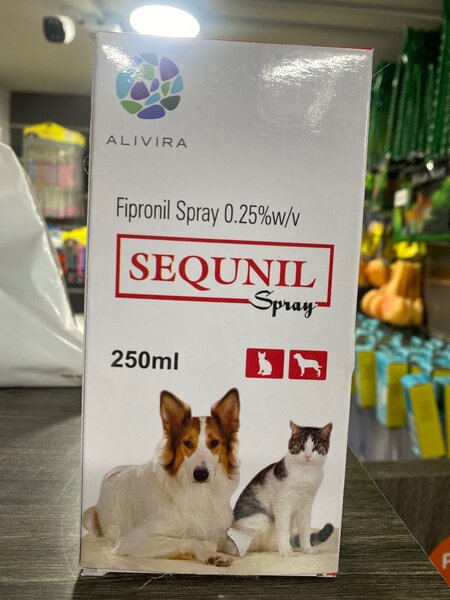 ALIVIRA
Fipronil Spray 0.25%w/v
SEQUNIL
Spray
250ml